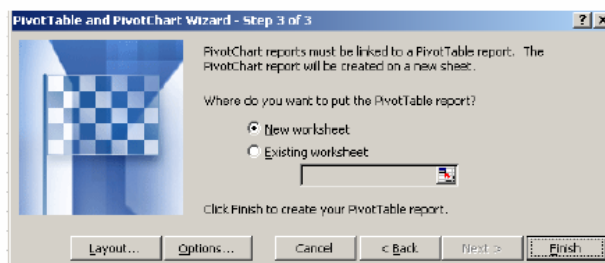 PivotTable and PivotChart Wizard - Step 3 of 3
PivotChart reports must be linked to a PivotTable report. The
PivotChart report will be created on a new sheet.
Where do you want to put the PivotTable report?
New worksheet
Existing worksheet
Click Finish to create your PivotTable report.
Layout... Options... Cancel < Back Next > Finish